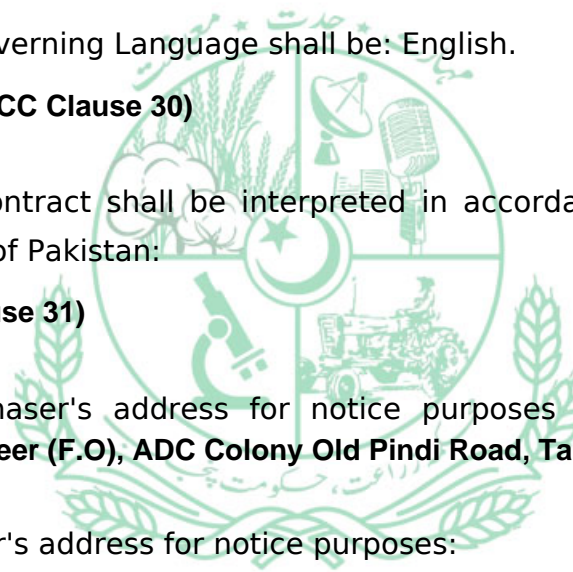 verning Language shall be: English.
CC Clause 30)
ontract shall be interpreted in accorda
of Pakistan:
use 31)
haser's address for notice purposes
eer (F.O), ADC Colony Old Pindi Road, Ta
r's address for notice purposes: